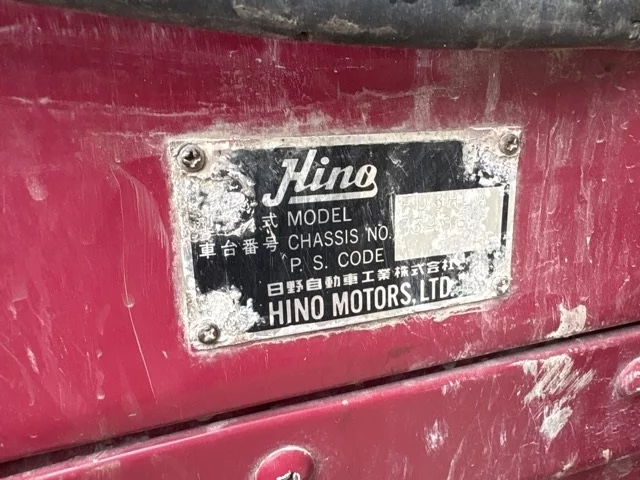 Hino
式 MODEL
車台番号 CHASSIS NO.
P. S. CODE
日野自動車工業株式会社
HINO MOTORS, LTD.